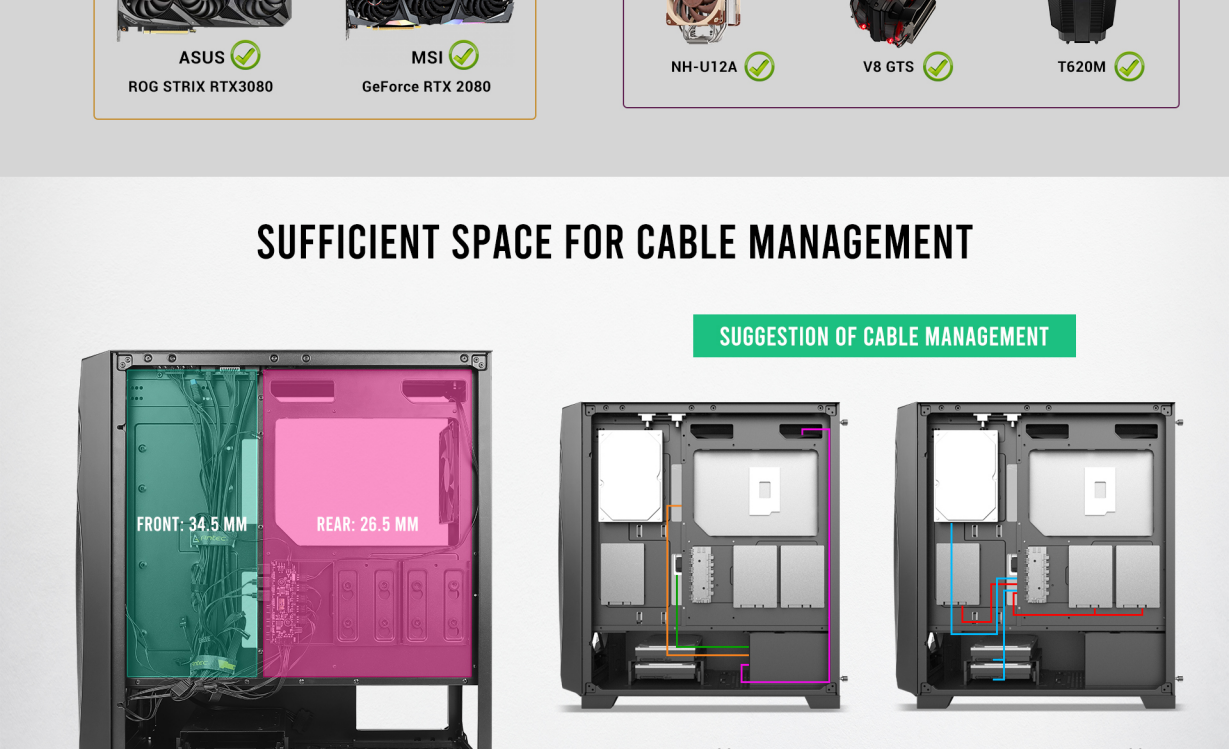 ASUS
ROG STRIX RTX3080
MSI
GeForce RTX 2080
NH-U12A
V8 GTS
T620M
SUFFICIENT SPACE FOR CABLE MANAGEMENT
SUGGESTION OF CABLE MANAGEMENT
FRONT: 34.5 MM
REAR: 26.5 MM